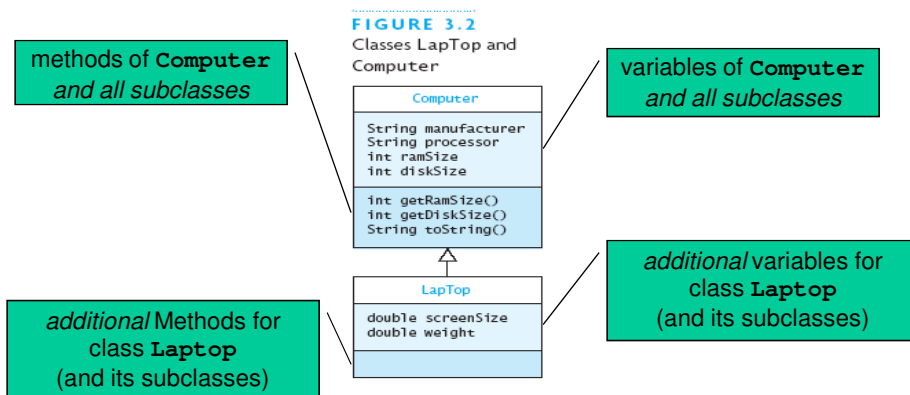 FIGURE 3.2
Classes LapTop and
Computer
methods of Computer
and all subclasses
variables of Computer
and all subclasses
Computer
String manufacturer
String processor
int ramSize
int diskSize
int getRamSize()
int getDiskSize()
String toString()
LapTop
double screenSize
double weight
additional variables for
class Laptop
(and its subclasses)
additional Methods for
class Laptop
(and its subclasses)